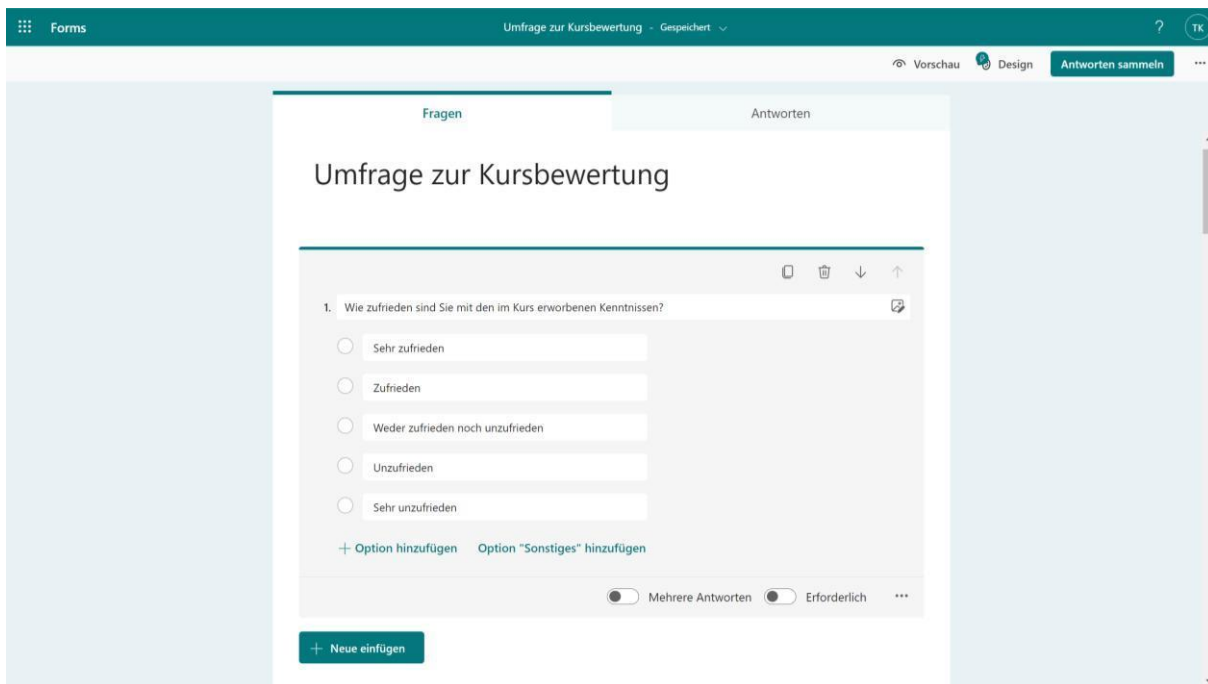 Forms
Umfrage zur Kursbewertung - Gespeichert
?
TK
Vorschau
Design
Antworten sammeln
...
Fragen
Antworten
Umfrage zur Kursbewertung
1. Wie zufrieden sind Sie mit den im Kurs erworbenen Kenntnissen?
Sehr zufrieden
Zufrieden
Weder zufrieden noch unzufrieden
Unzufrieden
Sehr unzufrieden
+ Option hinzufügen
Option "Sonstiges" hinzufügen
Mehrere Antworten
Erforderlich
...
+ Neue einfügen